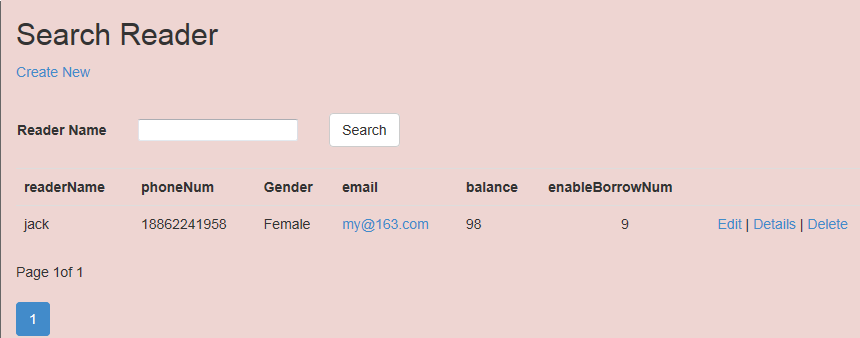 Search Reader
Create New
Reader Name Search
readerName phoneNum Gender email balance enableBorrowNum
jack 18862241958 Female my@163.com 98 9 Edit | Details | Delete
Page 1of 1
1